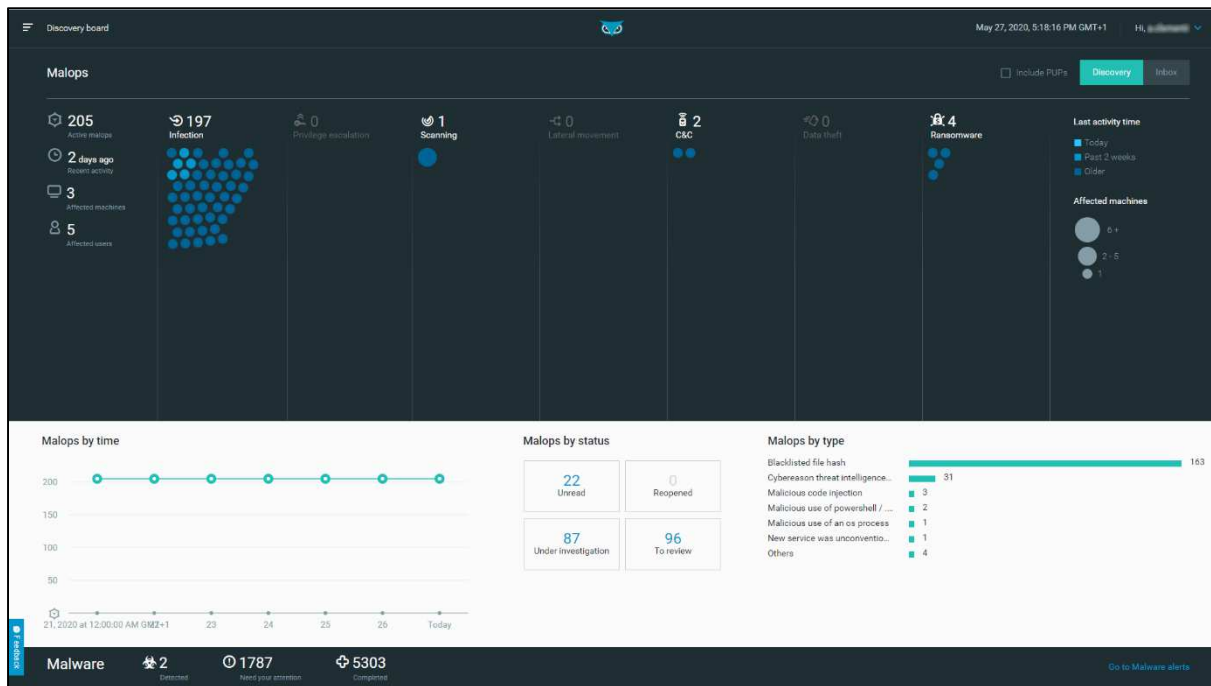 Discovery board
May 27, 2020, 5:18:16 PM GMT+1
Hi,
Malops
Include PUPs
Discovery
Inbox
205
Active malops
2 days ago
Recent activity
3
Affected machines
5
Affected users
197
Infection
0
Privilege escalation
1
Scanning
0
Lateral movement
2
C&C
0
Data theft
4
Ransomware
Last activity time
Today
Past 2 weeks
Older
Affected machines
6 +
2 - 5
1
Malops by time
200
150
100
50
21, 2020 at 12:00:00 AM GMT+1
22
23
24
25
26
Today
Malops by status
22
Unread
0
Reopened
87
Under investigation
96
To review
Malops by type
Blacklisted file hash 163
Cybereason threat intelligence... 31
Malicious code injection 3
Malicious use of powershell / .... 2
Malicious use of an os process 1
New service was unconventio... 1
Others 4
Feedback
Malware
2
Detected
1787
Need your attention
5303
Completed
Go to Malware alerts